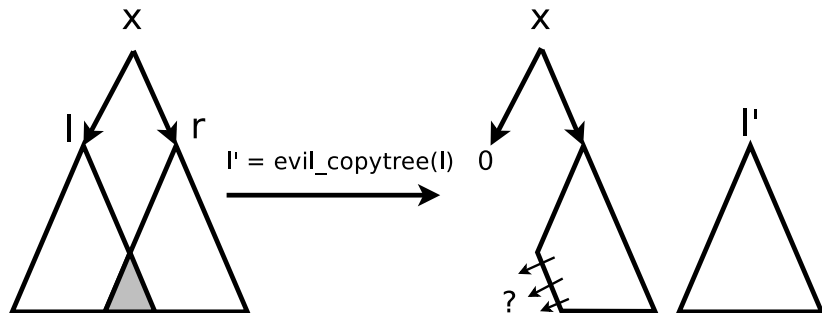 x
x
l
r
l'
l' = evil_copytree(l)
0
?